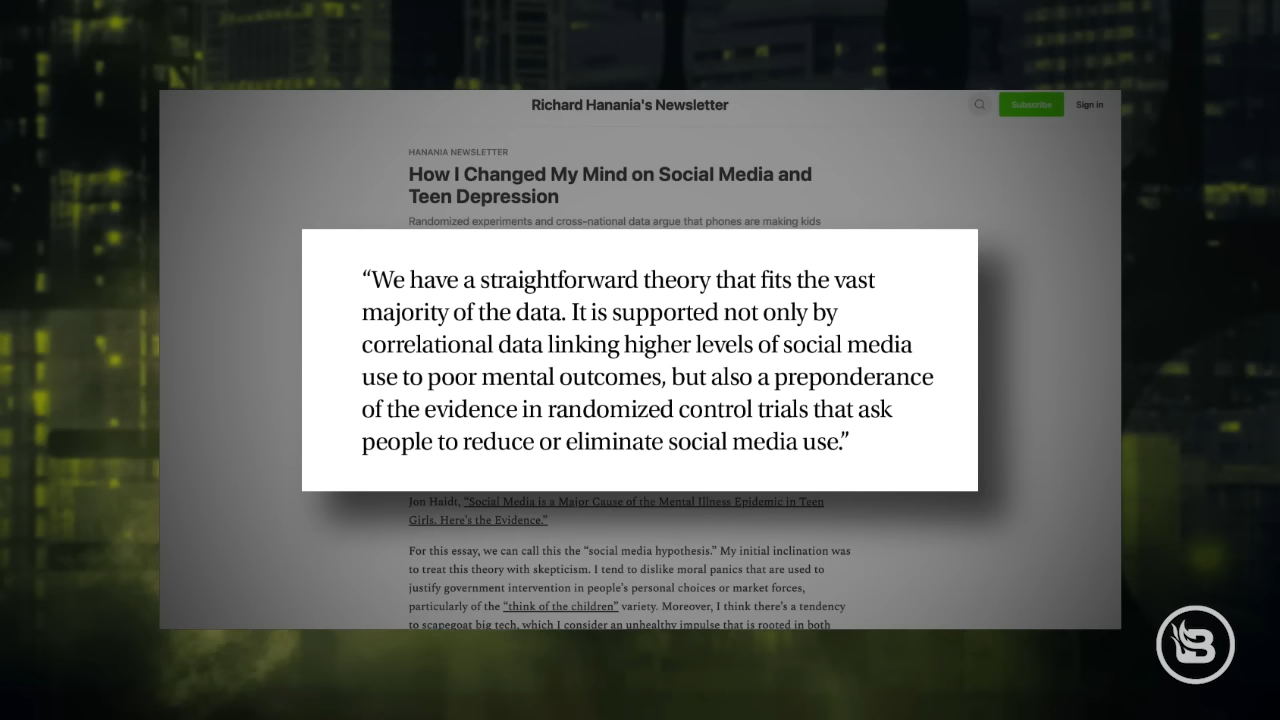 Richard Hanania's Newsletter
Subscribe
Sign in
HANANIA NEWSLETTER
How I Changed My Mind on Social Media and
Teen Depression
Randomized experiments and cross-national data argue that phones are making kids
“We have a straightforward theory that fits the vast
majority of the data. It is supported not only by
correlational data linking higher levels of social media
use to poor mental outcomes, but also a preponderance
of the evidence in randomized control trials that ask
people to reduce or eliminate social media use.”
Jon Haidt, “Social Media is a Major Cause of the Mental Illness Epidemic in Teen
Girls. Here's the Evidence.”
For this essay, we can call this the “social media hypothesis.” My initial inclination was
to treat this theory with skepticism. I tend to dislike moral panics that are used to
justify government intervention in people's personal choices or market forces,
particularly of the “think of the children” variety. Moreover, I think there's a tendency
to scapegoat big tech, which I consider an unhealthy impulse that is rooted in both
B